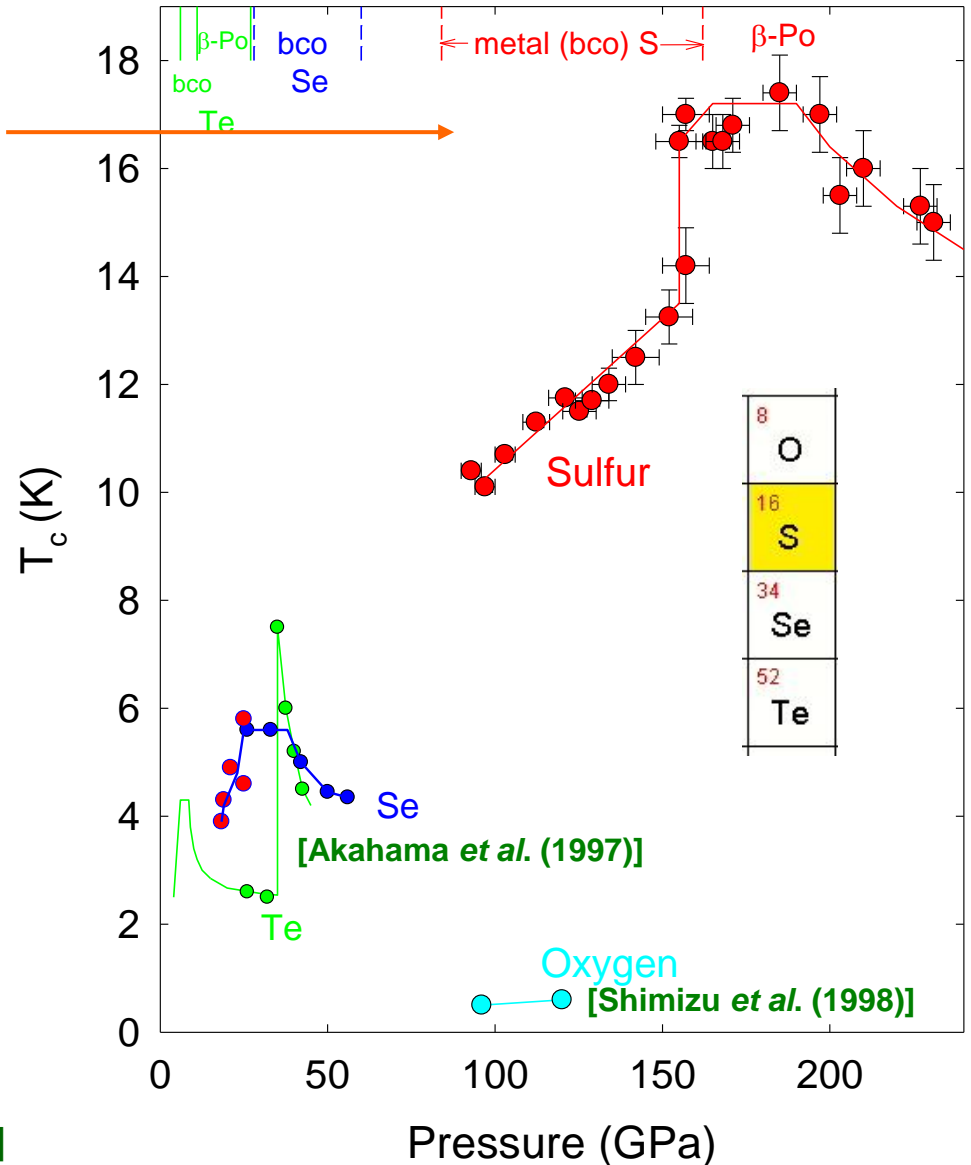 β-Po
bco
metal (bco) S
β-Po
bco
Se
Te
18
16
14
12
10
8
6
4
2
0
T_c (K)
Sulfur
8
O
16
S
34
Se
52
Te
Se
[Akahama et al. (1997)]
Te
Oxygen
[Shimizu et al. (1998)]
0
50
100
150
200
Pressure (GPa)